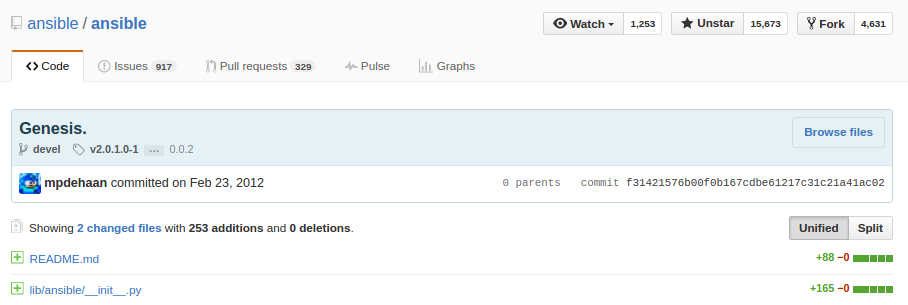 ansible / ansible
Watch 1,253 Unstar 15,673 Fork 4,631
Code Issues 917 Pull requests 329 Pulse Graphs
Genesis.
Browse files
devel v2.0.1.0-1 ... 0.0.2
mpdehaan committed on Feb 23, 2012 0 parents commit f31421576b00f0b167cdbe61217c31c21a41ac02
Showing 2 changed files with 253 additions and 0 deletions. Unified Split
README.md +88 −0
lib/ansible/__init__.py +165 −0